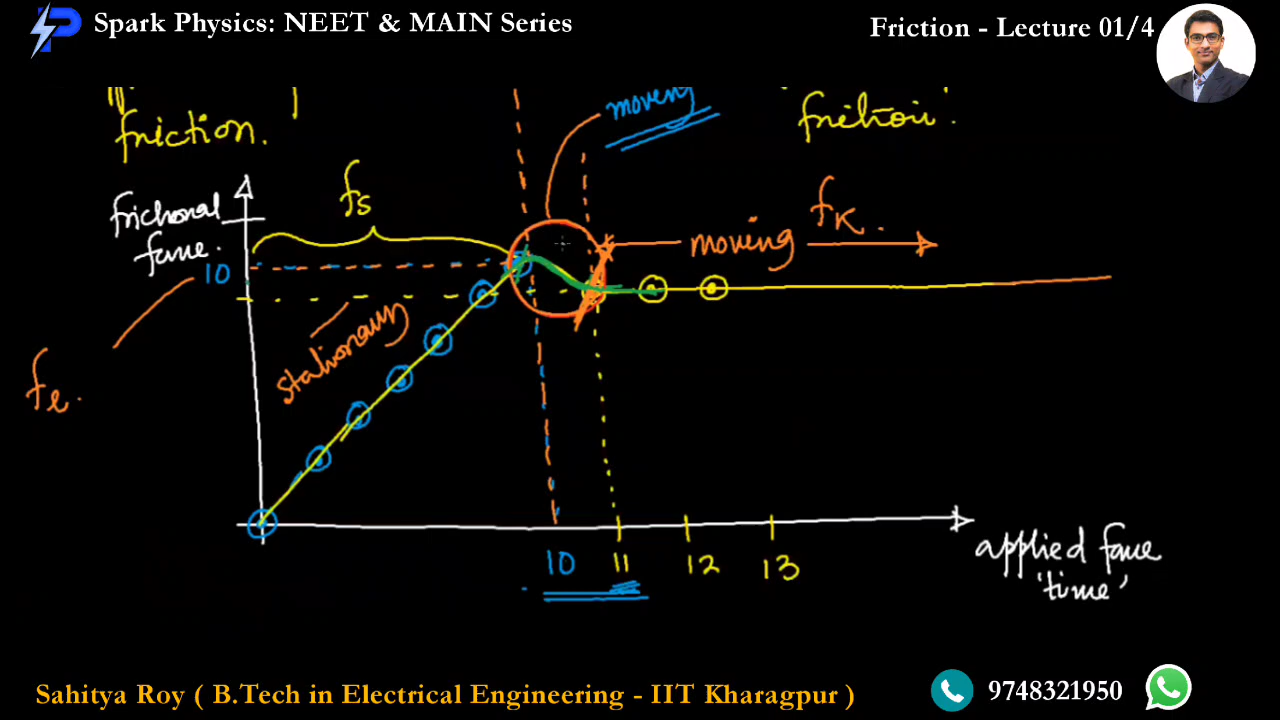 Spark Physics: NEET & MAIN Series
Friction - Lecture 01/4
friction.
moving
friction.
fs
fK.
frictional
force.
moving
10
stationary
fl.
10 11 12 13
applied force
'time'
Sahitya Roy ( B.Tech in Electrical Engineering - IIT Kharagpur )
9748321950